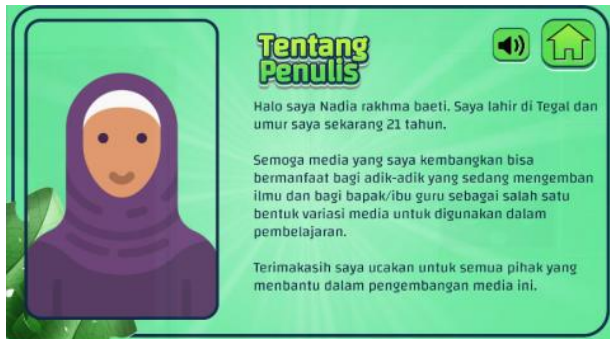 Tentang
Penulis
Halo saya Nadia rakhma baeti. Saya lahir di Tegal dan
umur saya sekarang 21 tahun.
Semoga media yang saya kembangkan bisa
bermanfaat bagi adik-adik yang sedang mengemban
ilmu dan bagi bapak/ibu guru sebagai salah satu
bentuk variasi media untuk digunakan dalam
pembelajaran.
Terimakasih saya ucakan untuk semua pihak yang
menbantu dalam pengembangan media ini.